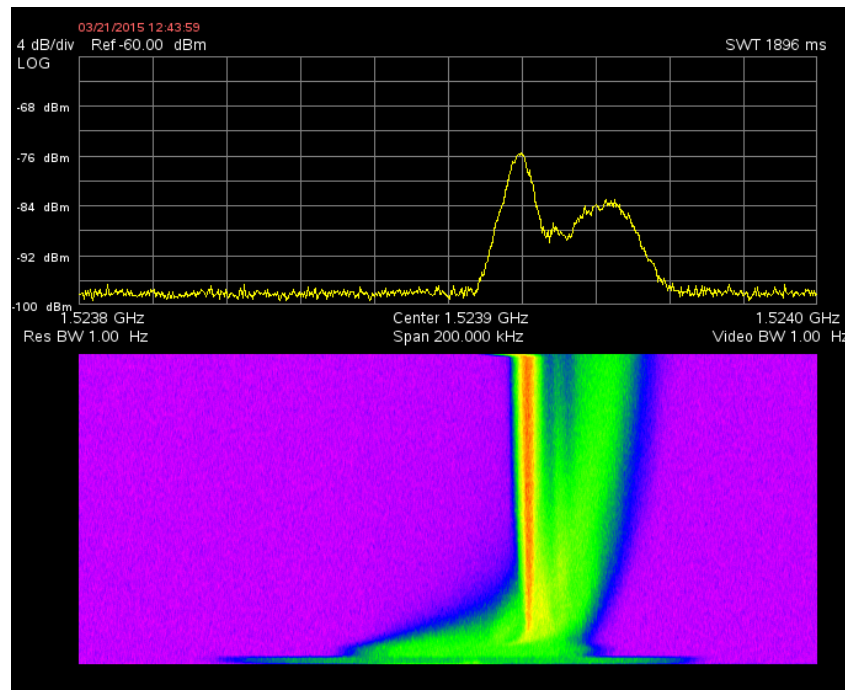 03/21/2015 12:43:59
4 dB/div Ref -60.00 dBm SWT 1896 ms
LOG
-68 dBm
-76 dBm
-84 dBm
-92 dBm
-100 dBm
1.5238 GHz Center 1.5239 GHz 1.5240 GHz
Res BW 1.00 Hz Span 200.000 kHz Video BW 1.00 Hz